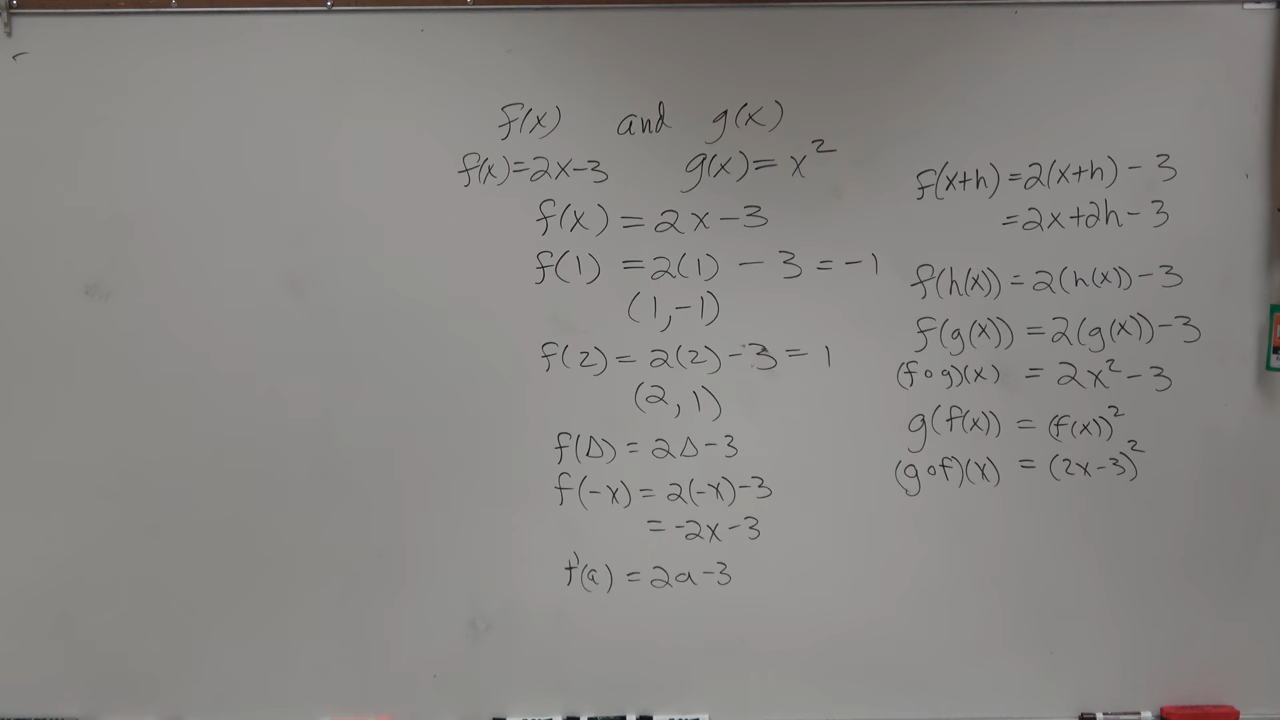 f(x) and g(x)
f(x)=2x-3 g(x)=x²
f(x)=2x-3
f(1)=2(1)-3=-1
(1,-1)
f(2)=2(2)-3=1
(2,1)
f(Δ)=2Δ-3
f(-x)=2(-x)-3
=-2x-3
f(a)=2a-3
f(x+h)=2(x+h)-3
=2x+2h-3
f(h(x))=2(h(x))-3
f(g(x))=2(g(x))-3
(f∘g)(x)=2x²-3
g(f(x))=(f(x))²
(g∘f)(x)=(2x-3)²